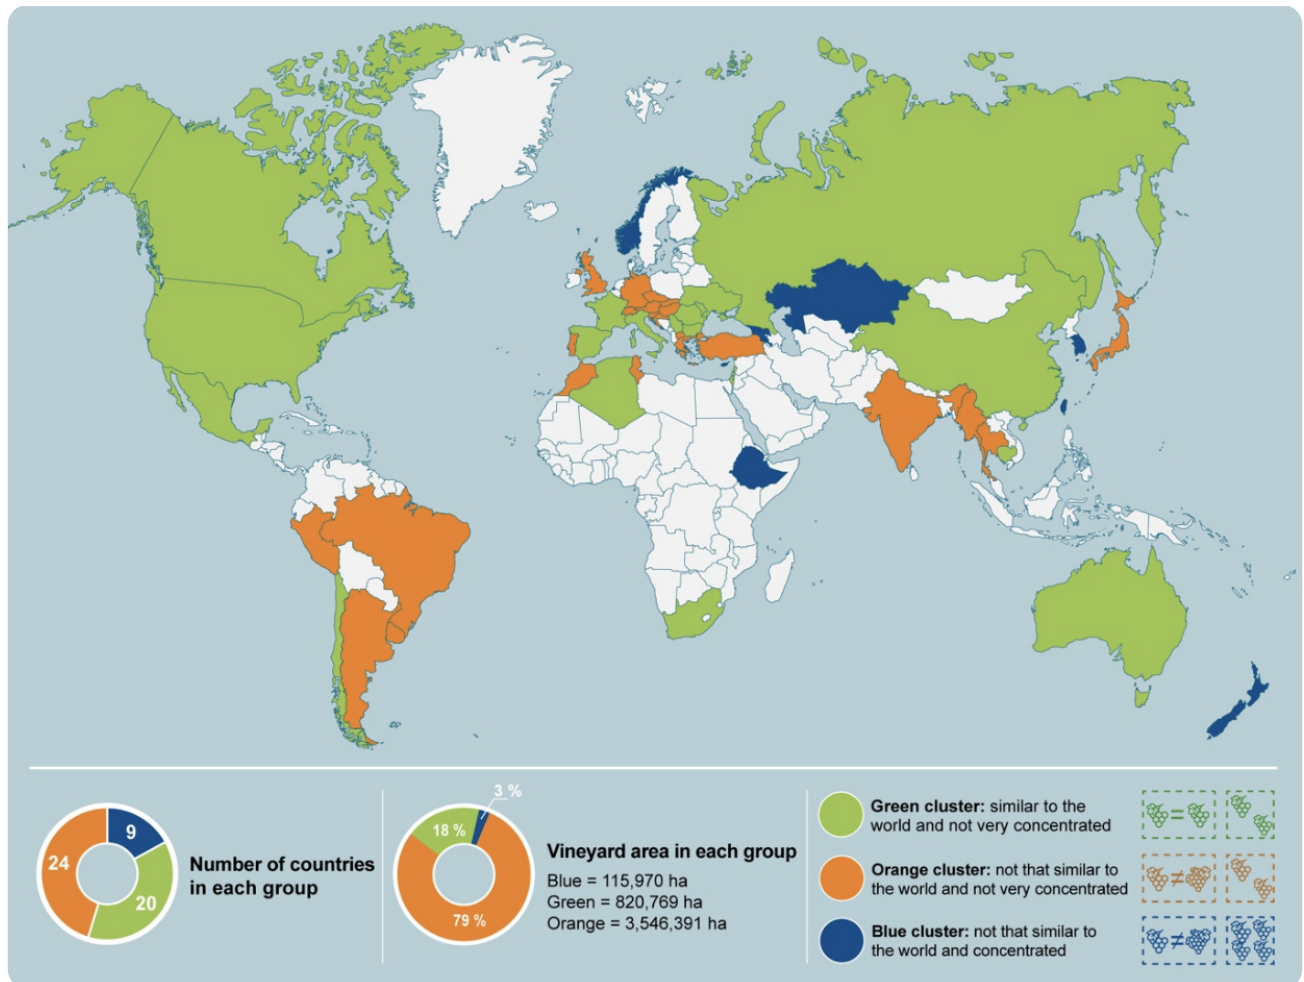 9
24
20
Number of countries
in each group
3 %
18 %
79 %
Vineyard area in each group
Blue = 115,970 ha
Green = 820,769 ha
Orange = 3,546,391 ha
Green cluster: similar to the
world and not very concentrated
Orange cluster: not that similar to
the world and not very concentrated
Blue cluster: not that similar to
the world and concentrated